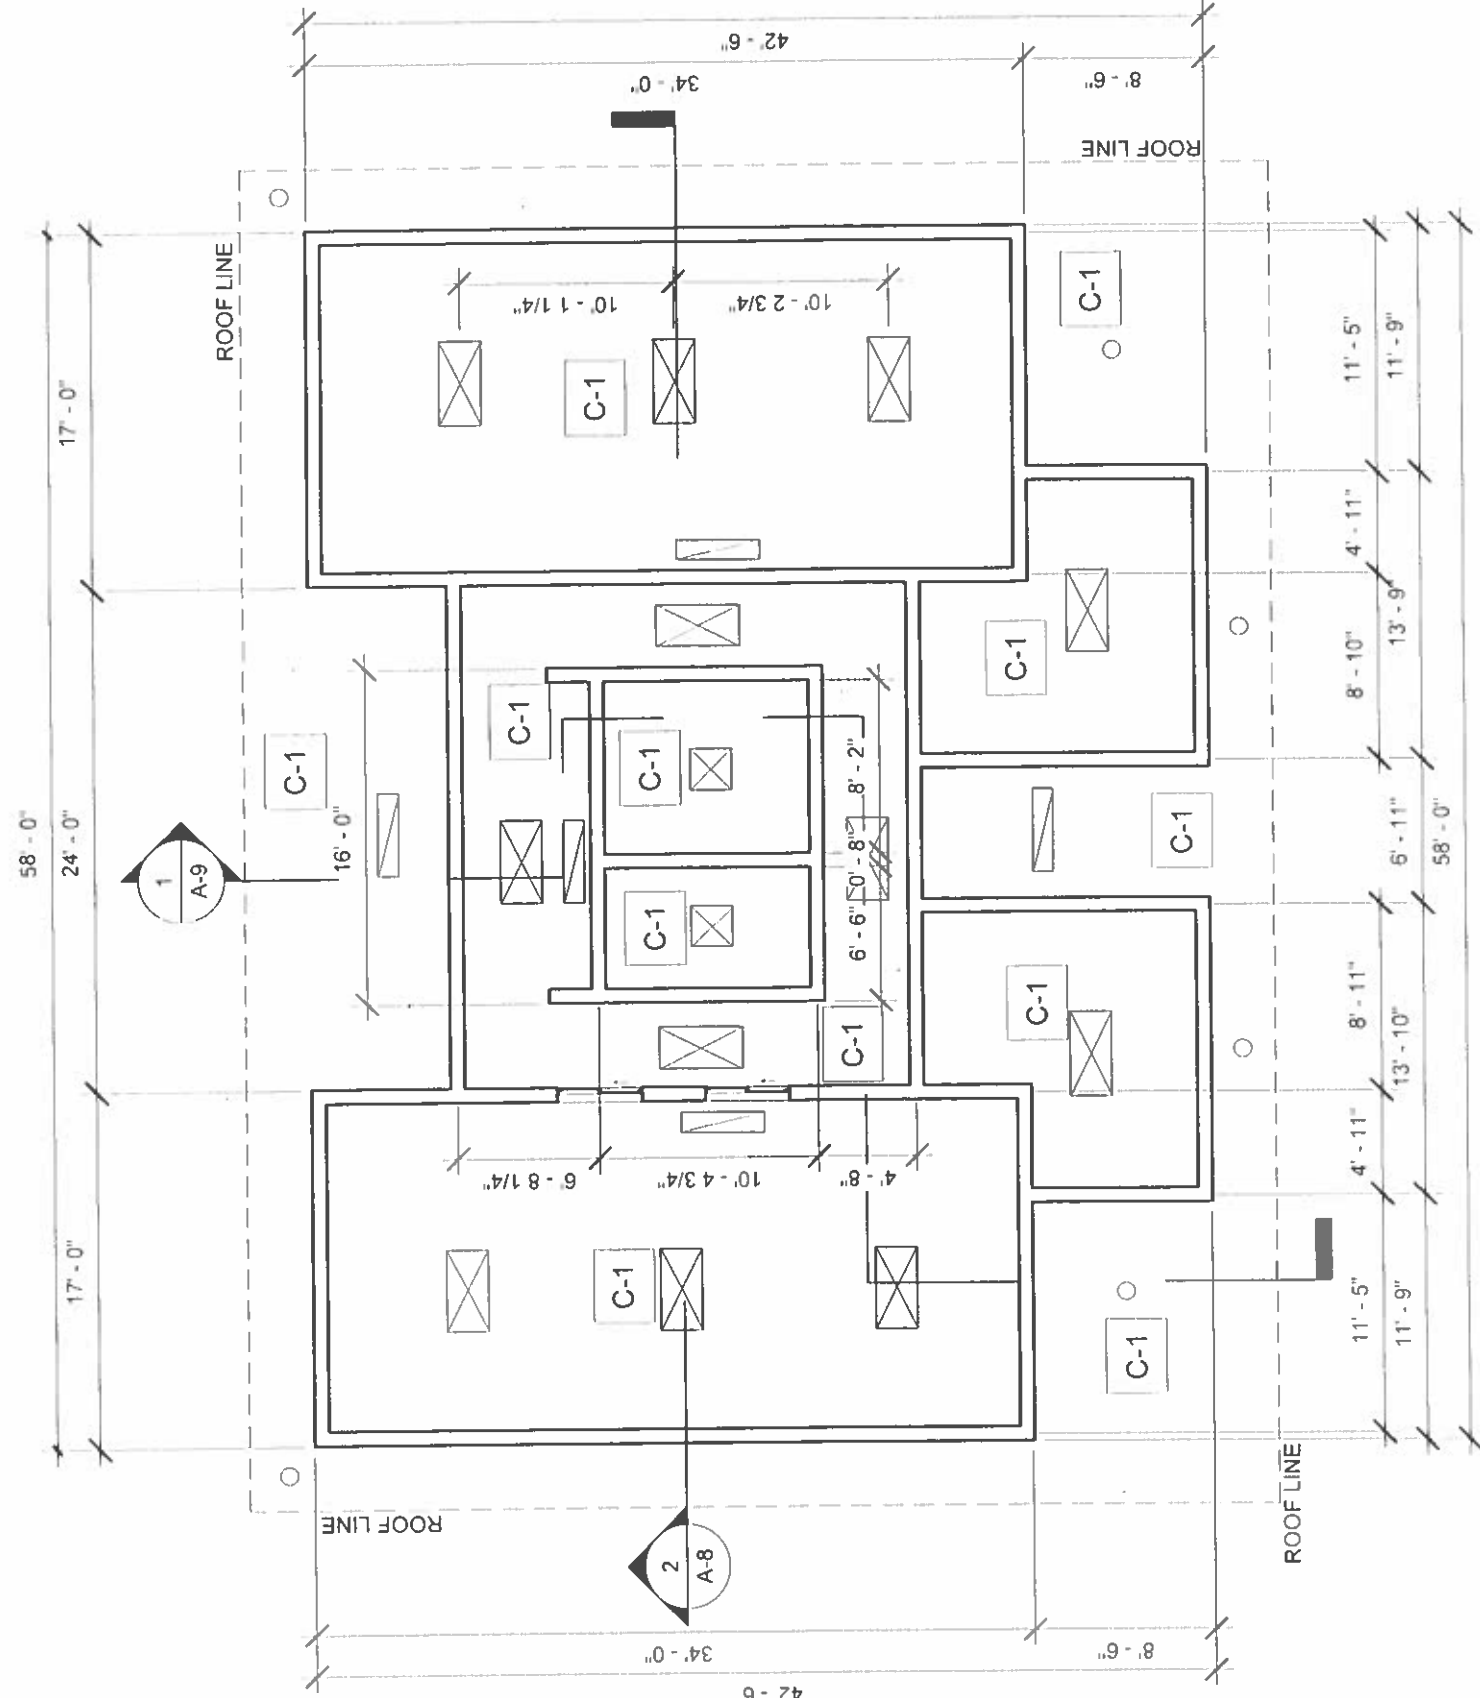 42' - 6"
34' - 0"
8' - 6"
ROOF LINE
ROOF LINE
58' - 0"
17' - 0"
24' - 0"
17' - 0"
10' - 1 1/4"
10' - 2 3/4"
C-1
C-1
11' - 5"
11' - 9"
4' - 11"
13' - 9"
8' - 10"
C-1
C-1
C-1
C-1
1
A-9
16' - 0"
8' - 2"
0' - 8"
6' - 6"
C-1
6' - 11"
58' - 0"
C-1
C-1
C-1
8' - 11"
13' - 10"
4' - 11"
6' - 8 1/4"
10' - 4 3/4"
4' - 8"
C-1
C-1
11' - 5"
11' - 9"
ROOF LINE
ROOF LINE
2
A-8
34' - 0"
8' - 6"
42' - 6